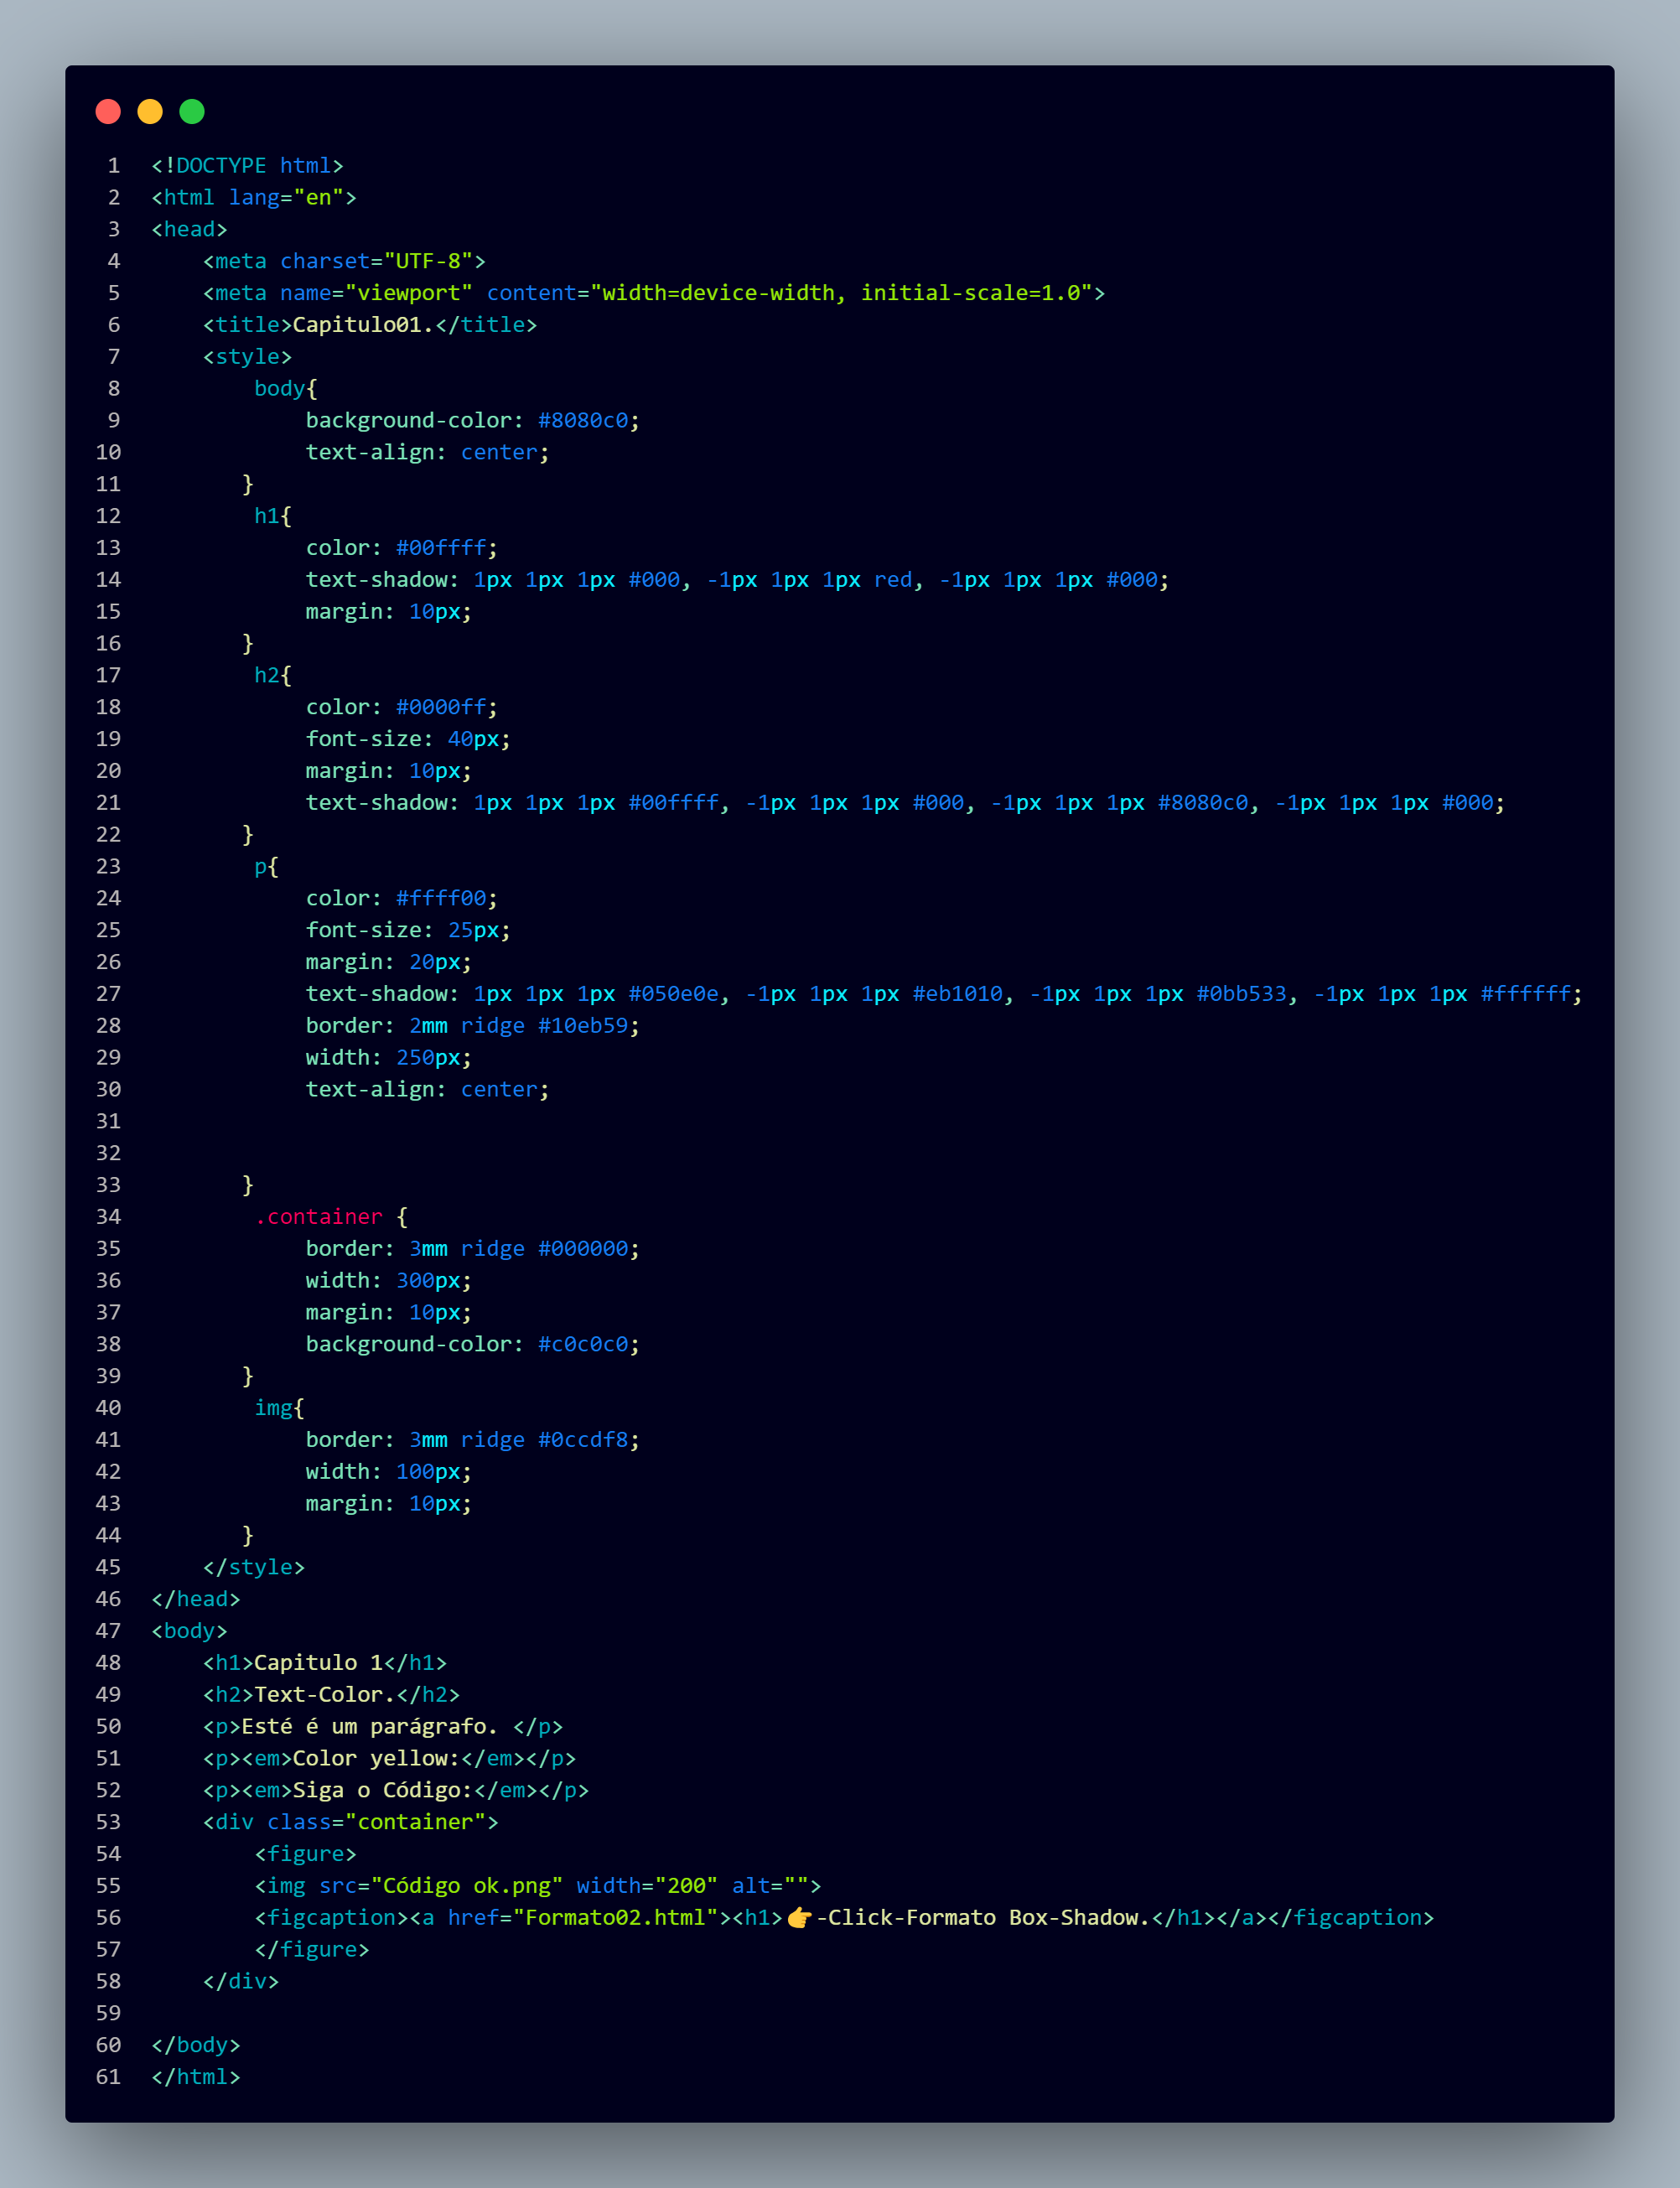 1 <!DOCTYPE html>
2 <html lang="en">
3 <head>
4     <meta charset="UTF-8">
5     <meta name="viewport" content="width=device-width, initial-scale=1.0">
6     <title>Capitulo01.</title>
7     <style>
8         body{
9             background-color: #8080c0;
10             text-align: center;
11        }
12         h1{
13             color: #00ffff;
14             text-shadow: 1px 1px 1px #000, -1px 1px 1px red, -1px 1px 1px #000;
15             margin: 10px;
16        }
17         h2{
18             color: #0000ff;
19             font-size: 40px;
20             margin: 10px;
21             text-shadow: 1px 1px 1px #00ffff, -1px 1px 1px #000, -1px 1px 1px #8080c0, -1px 1px 1px #000;
22        }
23         p{
24             color: #ffff00;
25             font-size: 25px;
26             margin: 20px;
27             text-shadow: 1px 1px 1px #050e0e, -1px 1px 1px #eb1010, -1px 1px 1px #0bb533, -1px 1px 1px #ffffff;
28             border: 2mm ridge #10eb59;
29             width: 250px;
30             text-align: center;
31
32
33        }
34         .container {
35             border: 3mm ridge #000000;
36             width: 300px;
37             margin: 10px;
38             background-color: #c0c0c0;
39        }
40         img{
41             border: 3mm ridge #0ccdf8;
42             width: 100px;
43             margin: 10px;
44        }
45     </style>
46 </head>
47 <body>
48     <h1>Capitulo 1</h1>
49     <h2>Text-Color.</h2>
50     <p>Esté é um parágrafo. </p>
51     <p><em>Color yellow:</em></p>
52     <p><em>Siga o Código:</em></p>
53     <div class="container">
54         <figure>
55         <img src="Código ok.png" width="200" alt="">
56         <figcaption><a href="Formato02.html"><h1>👉-Click-Formato Box-Shadow.</h1></a></figcaption>
57         </figure>
58     </div>
59
60 </body>
61 </html>